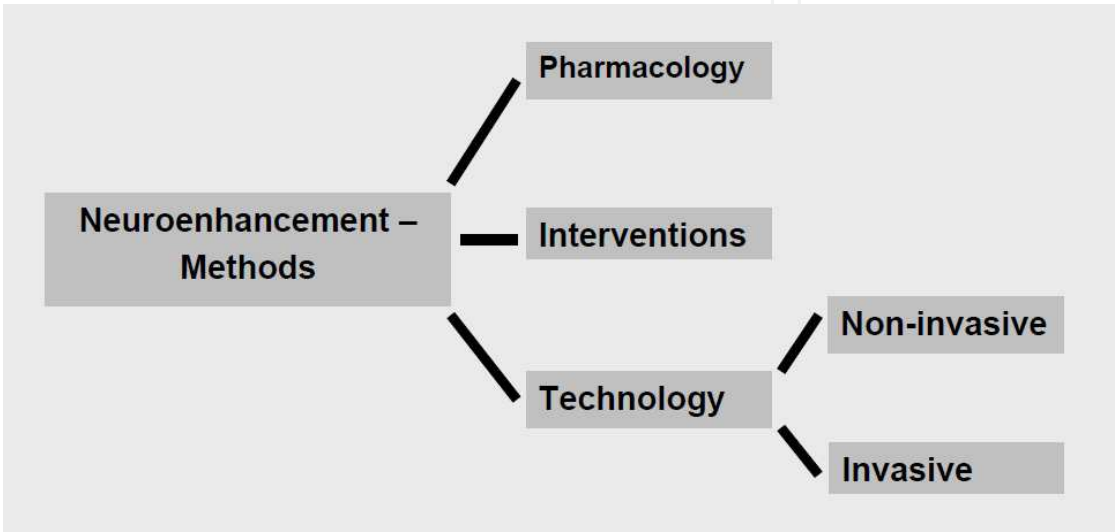 Pharmacology
Neuroenhancement –
Methods
Interventions
Technology
Non-invasive
Invasive